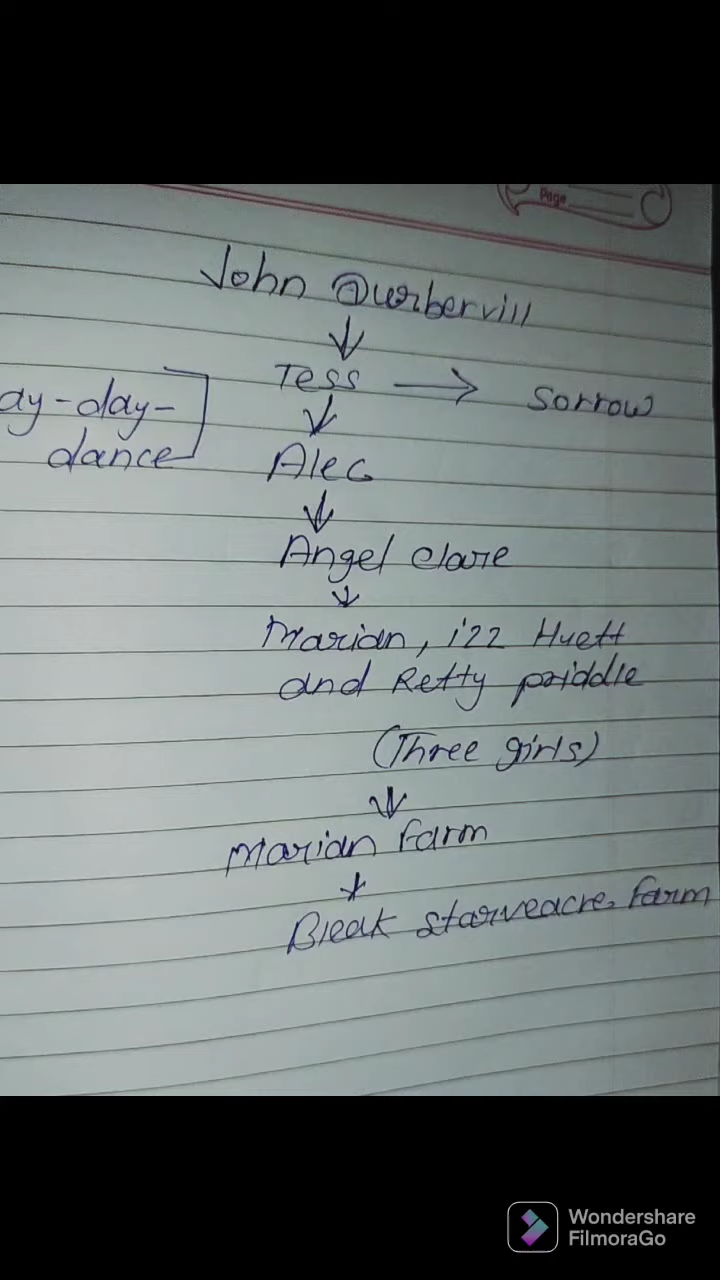 Page
John Durbervill
Tess → sorrow
ay-day-
dance
Alec
Angel clare
Marian, izz Huett
and Retty priddle
(Three girls)
Marian farm
Bleak starveacre farm
Wondershare
FilmoraGo